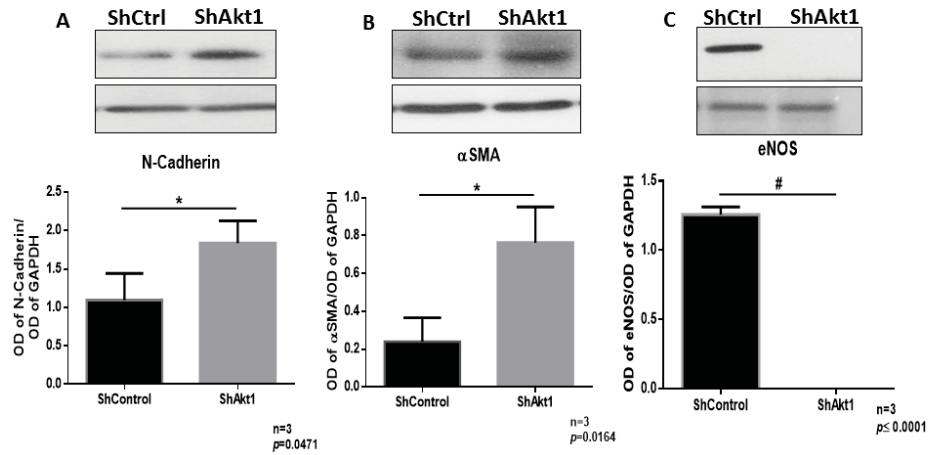 A
ShCtrl ShAkt1
N-Cadherin
OD of N-Cadherin/
OD of GAPDH
2.5
2.0
1.5
1.0
0.5
0.0
*
ShControl ShAkt1
n=3
p=0.0471
B
ShCtrl ShAkt1
αSMA
OD of αSMA/OD of GAPDH
1.0
0.8
0.6
0.4
0.2
0.0
*
ShControl ShAkt1
n=3
p=0.0164
C
ShCtrl ShAkt1
eNOS
OD of eNOS/OD of GAPDH
1.5
1.0
0.5
0.0
#
ShControl ShAkt1
n=3
p≤ 0.0001